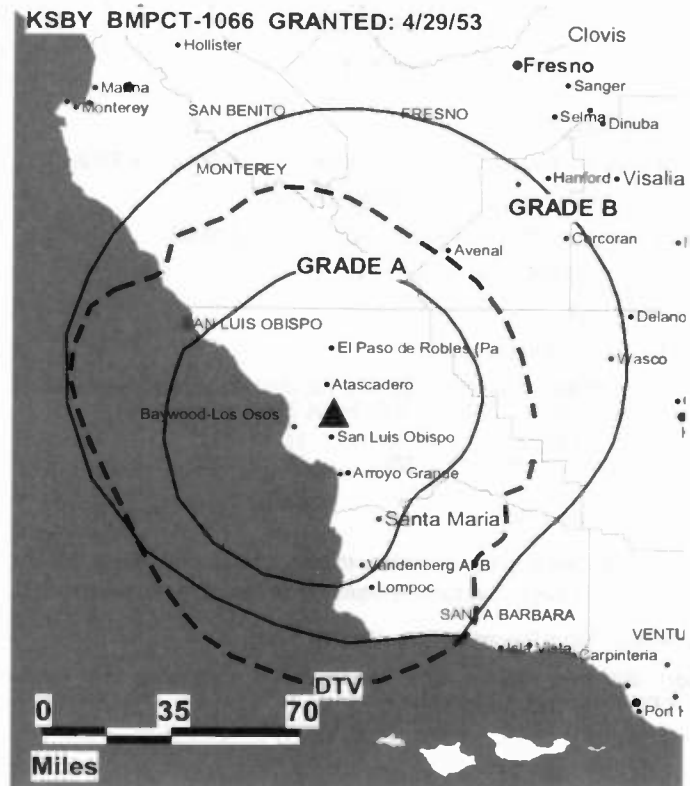 KSBY BMPCT-1066 GRANTED: 4/29/53
Hollister
Clovis
Fresno
Marina
Sanger
Monterey
SAN BENITO
FRESNO
Selma
Dinuba
MONTEREY
Hanford
Visalia
GRADE B
Corcoran
Avenal
GRADE A
Delano
AN LUIS OBISPO
El Paso de Robles (Pa
Wasco
Atascadero
Baywood-Los Osos
San Luis Obispo
Arroyo Grande
Santa Maria
Vandenberg AFB
Lompoc
SANTA BARBARA
VENTU
Isla Vista
Carpinteria
DTV
Port H
0 35 70
Miles